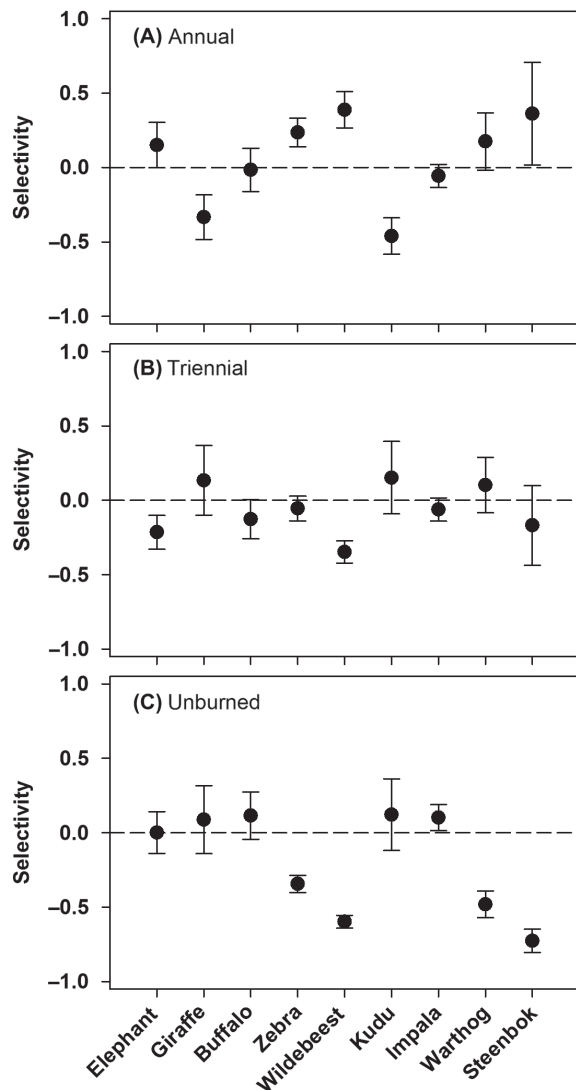 (A) Annual
1.0
0.5
0.0
–0.5
–1.0
Selectivity
(B) Triennial
1.0
0.5
0.0
–0.5
–1.0
Selectivity
(C) Unburned
1.0
0.5
0.0
–0.5
–1.0
Selectivity
Elephant
Giraffe
Buffalo
Zebra
Wildebeest
Kudu
Impala
Warthog
Steenbok